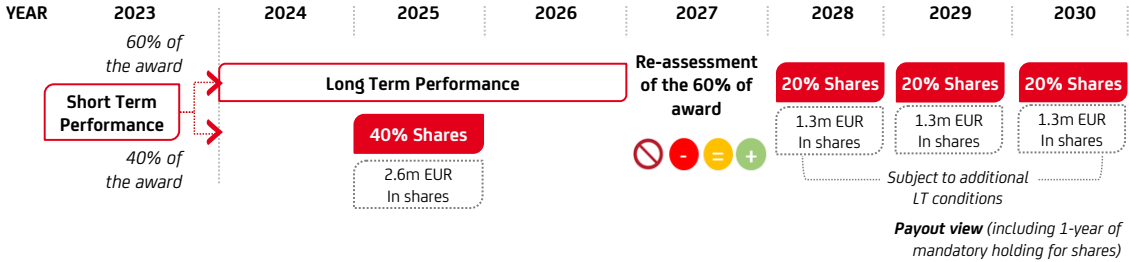 YEAR 2023 2024 2025 2026 2027 2028 2029 2030
60% of
the award
Short Term
Performance
40% of
the award
Long Term Performance
40% Shares
2.6m EUR
In shares
Re-assessment
of the 60% of
award
-
=
+
20% Shares
1.3m EUR
In shares
20% Shares
1.3m EUR
In shares
20% Shares
1.3m EUR
In shares
Subject to additional
LT conditions
Payout view (including 1-year of
mandatory holding for shares)